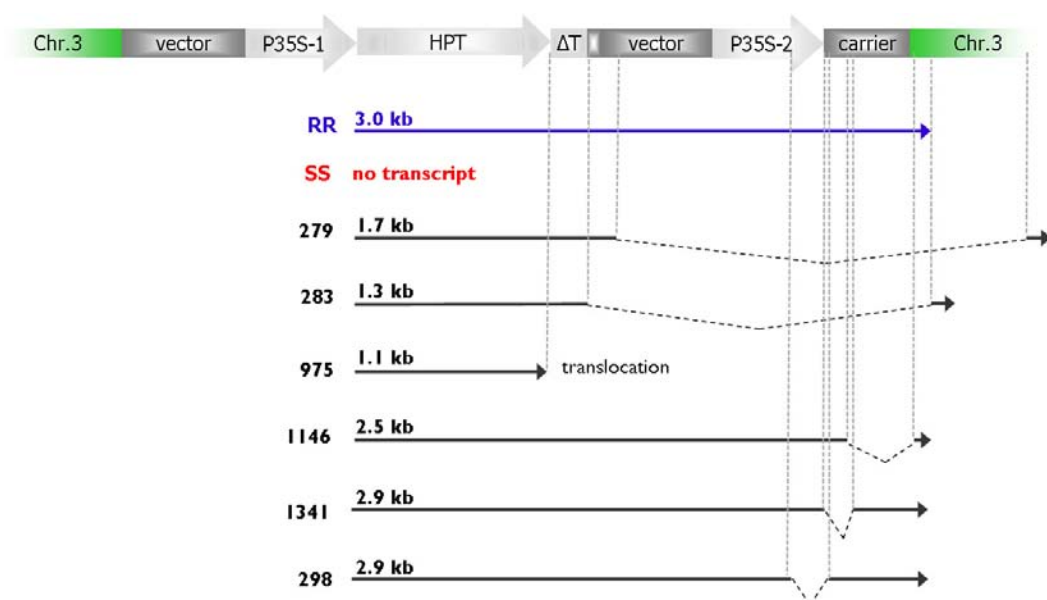 Chr.3 vector P35S-1 HPT ΔT vector P35S-2 carrier Chr.3
RR 3.0 kb
SS no transcript
279 1.7 kb
283 1.3 kb
975 1.1 kb translocation
1146 2.5 kb
1341 2.9 kb
298 2.9 kb